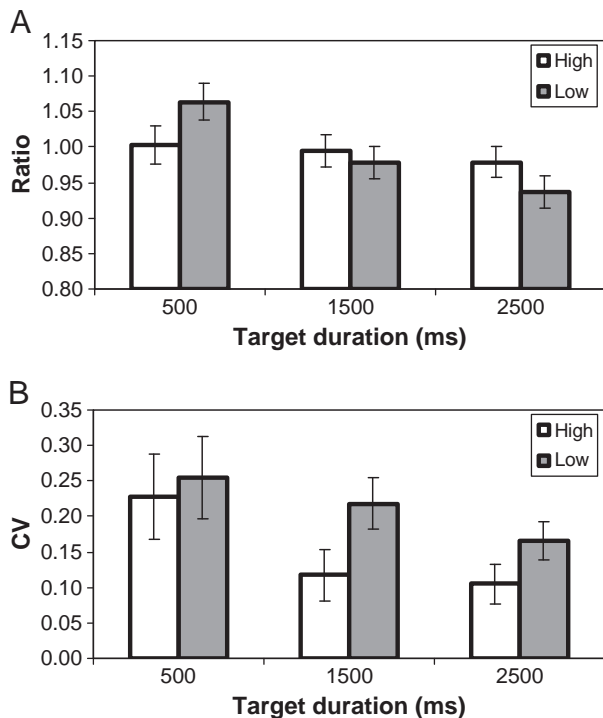 A
1.15
1.10
1.05
1.00
0.95
0.90
0.85
0.80
Ratio
High
Low
500 1500 2500
Target duration (ms)
B
0.35
0.30
0.25
0.20
0.15
0.10
0.05
0.00
CV
High
Low
500 1500 2500
Target duration (ms)